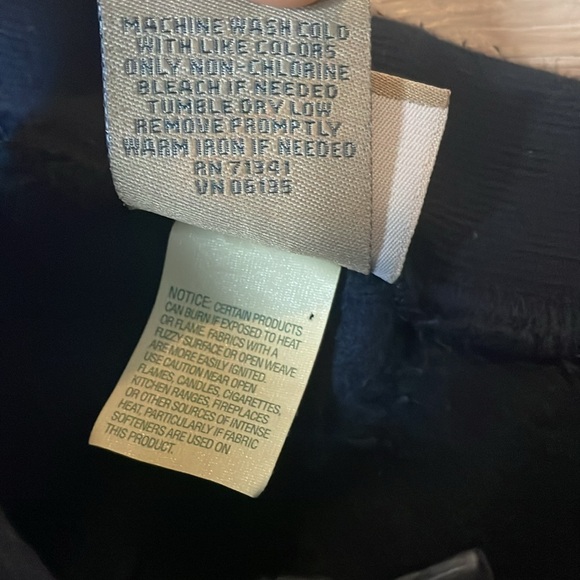 MACHINE WASH COLD
WITH LIKE COLORS
ONLY NON-CHLORINE
BLEACH IF NEEDED
TUMBLE DRY LOW
REMOVE PROMPTLY
WARM IRON IF NEEDED
RN 71341
VN 06135
NOTICE: CERTAIN PRODUCTS
CAN BURN IF EXPOSED TO HEAT
OR FLAME. FABRICS WITH A
FUZZY SURFACE OR OPEN WEAVE
ARE MORE EASILY IGNITED.
USE CAUTION NEAR OPEN
FLAMES, CANDLES, CIGARETTES,
KITCHEN RANGES, FIREPLACES
OR OTHER SOURCES OF INTENSE
HEAT, PARTICULARLY IF FABRIC
SOFTENERS ARE USED ON
THIS PRODUCT.